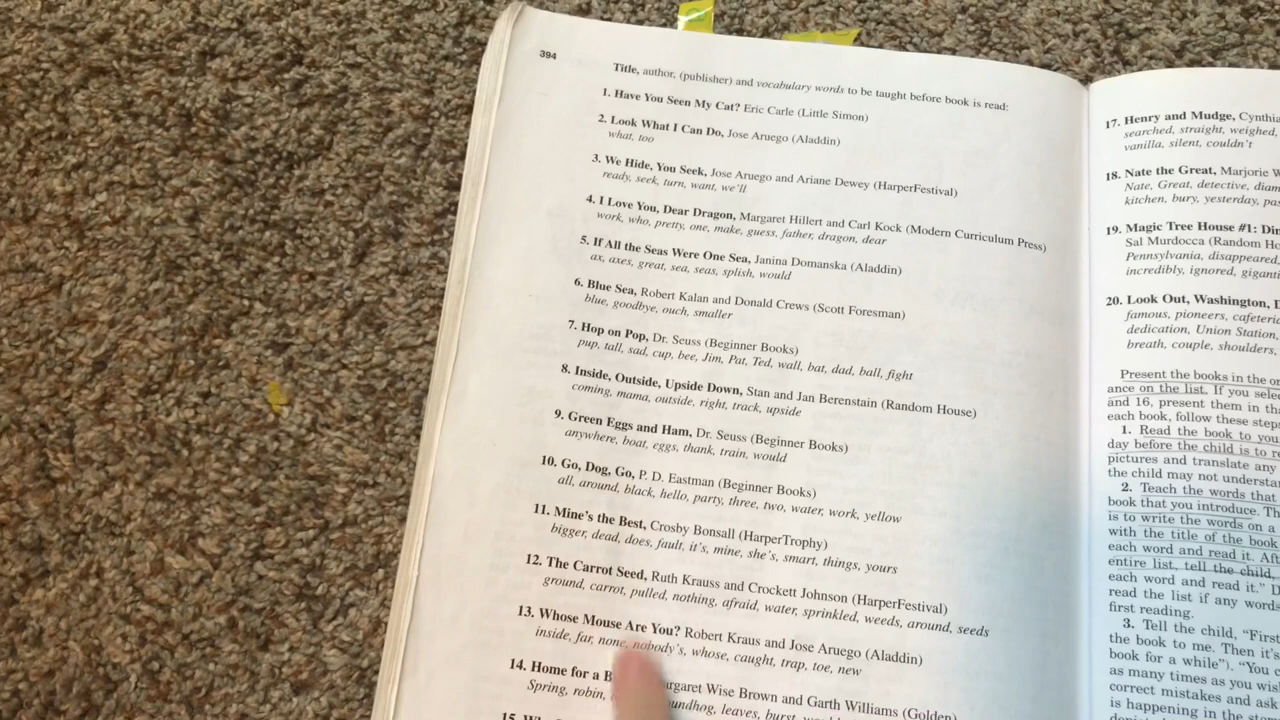 394
Title, author, (publisher) and vocabulary words to be taught before book is read:
1. Have You Seen My Cat? Eric Carle (Little Simon)
2. Look What I Can Do, Jose Aruego (Aladdin)
what, too
3. We Hide, You Seek, Jose Aruego and Ariane Dewey (HarperFestival)
ready, seek, turn, want, we'll
4. I Love You, Dear Dragon, Margaret Hillert and Carl Kock (Modern Curriculum Press)
work, who, pretty, one, make, guess, father, dragon, dear
5. If All the Seas Were One Sea, Janina Domanska (Aladdin)
ax, axes, great, sea, seas, splish, would
6. Blue Sea, Robert Kalan and Donald Crews (Scott Foresman)
blue, goodbye, ouch, smaller
7. Hop on Pop, Dr. Seuss (Beginner Books)
pup, tall, sad, cup, bee, Jim, Pat, Ted, wall, bat, dad, ball, fight
8. Inside, Outside, Upside Down, Stan and Jan Berenstain (Random House)
coming, mama, outside, right, track, upside
9. Green Eggs and Ham, Dr. Seuss (Beginner Books)
anywhere, boat, eggs, thank, train, would
10. Go, Dog, Go, P. D. Eastman (Beginner Books)
all, around, black, hello, party, three, two, water, work, yellow
11. Mine's the Best, Crosby Bonsall (HarperTrophy)
bigger, dead, does, fault, it's, mine, she's, smart, things, yours
12. The Carrot Seed, Ruth Krauss and Crockett Johnson (HarperFestival)
ground, carrot, pulled, nothing, afraid, water, sprinkled, weeds, around, seeds
13. Whose Mouse Are You? Robert Kraus and Jose Aruego (Aladdin)
inside, far, none, nobody's, whose, caught, trap, toe, new
14. Home for a Wise Brown and Garth Williams (Golden)
Spring, robin, leaves, burst,
15.
17. Henry and Mudge,
searched, straight, weighed,
vanilla, silent, couldn't
18. Nate the Great, Marjorie
Nate, Great, detective,
kitchen, bury, yesterday,
19. Magic Tree House #1:
Sal Murdocca (Random
Pennsylvania, disappeared,
incredibly, ignored,
20. Look Out, Washington,
famous, pioneers,
dedication, Union Station,
breath, couple, shoulders,
Present the books in the
ance on the list. If you
and 16, present them in
each book, follow these
1. Read the book to
day before the child is to
pictures and translate any
the child may not
2. Teach the words that
book that you introduce.
is to write the words on a
with the title of the book
each word and read it.
entire list, tell the child,
each word and read it."
read the list if any
first reading.
3. Tell the child, "First
the book to me. Then it's
book for a while"). "You
as many times as you
correct mistakes and
is happening in the